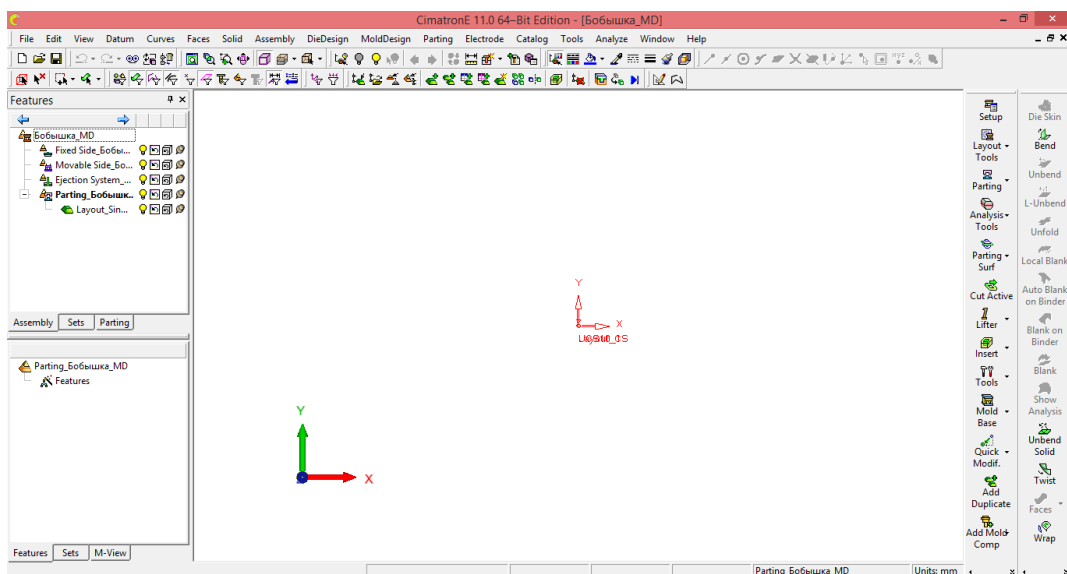 CimatronE 11.0 64–Bit Edition - [Бобышка_MD]
File Edit View Datum Curves Faces Solid Assembly DieDesign MoldDesign Parting Electrode Catalog Tools Analyze Window Help
Features
Бобышка_MD
Fixed Side_Бобы...
Movable Side_Бо...
Ejection System_...
Parting_Бобышк..
Layout_Sin...
Assembly Sets Parting
Parting_Бобышка_MD
Features
Features Sets M-View
Y
X
Y
X
Setup
Layout
Tools
Parting
Analysis
Tools
Parting
Surf
Cut Active
Lifter
Insert
Tools
Mold
Base
Quick
Modif.
Add
Duplicate
Add Mold
Comp
Die Skin
Bend
Unbend
L-Unbend
Unfold
Local Blank
Auto Blank
on Binder
Blank on
Binder
Blank
Show
Analysis
Unbend
Solid
Twist
Faces
Wrap
Parting_Бобышка_MD
Units: mm